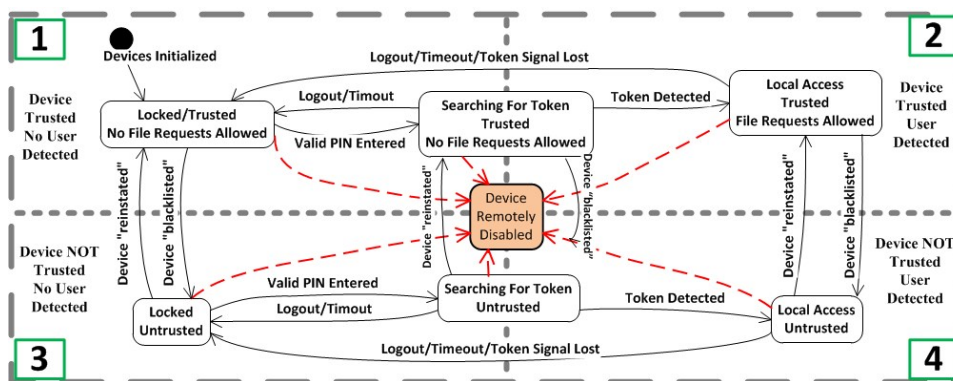 1
2
Devices Initialized
Logout/Timeout/Token Signal Lost
Device
Trusted
No User
Detected
Locked/Trusted
No File Requests Allowed
Logout/Timout
Valid PIN Entered
Searching For Token
Trusted
No File Requests Allowed
Token Detected
Local Access
Trusted
File Requests Allowed
Device
Trusted
User
Detected
Device "reinstated"
Device "blacklisted"
Device "reinstated"
Device
Remotely
Disabled
Device "blacklisted"
Device "reinstated"
Device "blacklisted"
Device NOT
Trusted
No User
Detected
Device NOT
Trusted
User
Detected
Locked
Untrusted
Valid PIN Entered
Logout/Timout
Searching For Token
Untrusted
Token Detected
Local Access
Untrusted
Logout/Timeout/Token Signal Lost
3
4